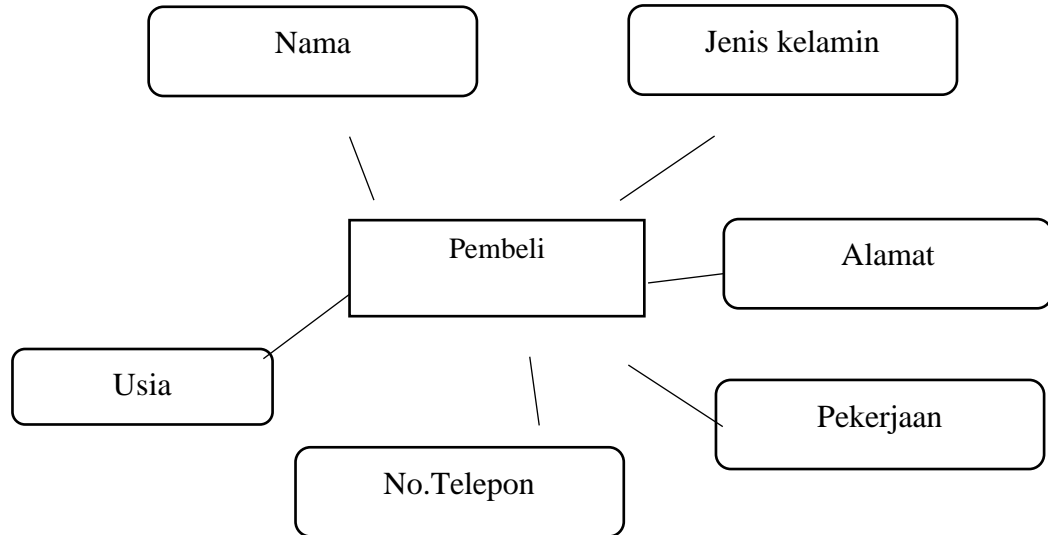 Nama
Jenis kelamin
Pembeli
Alamat
Usia
Pekerjaan
No.Telepon